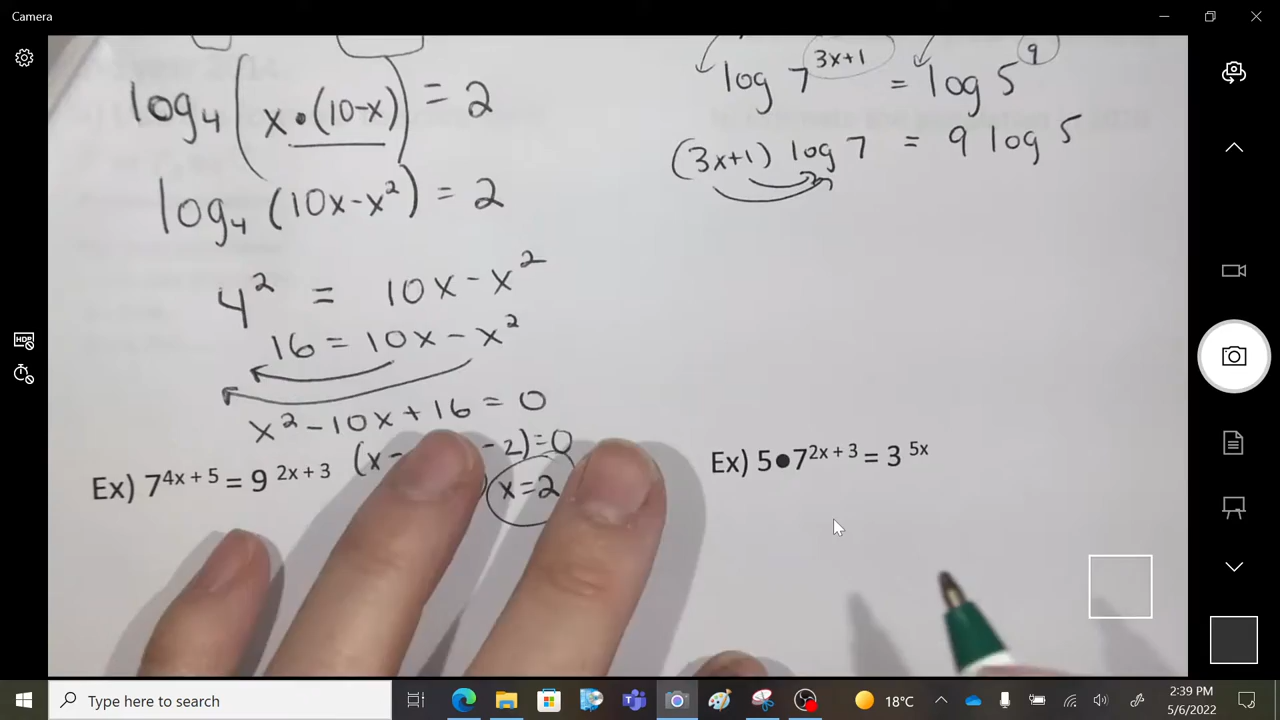 Camera
log₄(x•(10-x)) = 2
log₄(10x-x²) = 2
4² = 10x-x²
16 = 10x-x²
x²-10x+16 = 0
(x- -2)=0
x=2
Ex) 7^(4x + 5) = 9^(2x + 3)
log 7^(3x+1) = log 5^9
(3x+1) log 7 = 9 log 5
Ex) 5●7^(2x + 3) = 3^(5x)
Type here to search
18°C
2:39 PM
5/6/2022